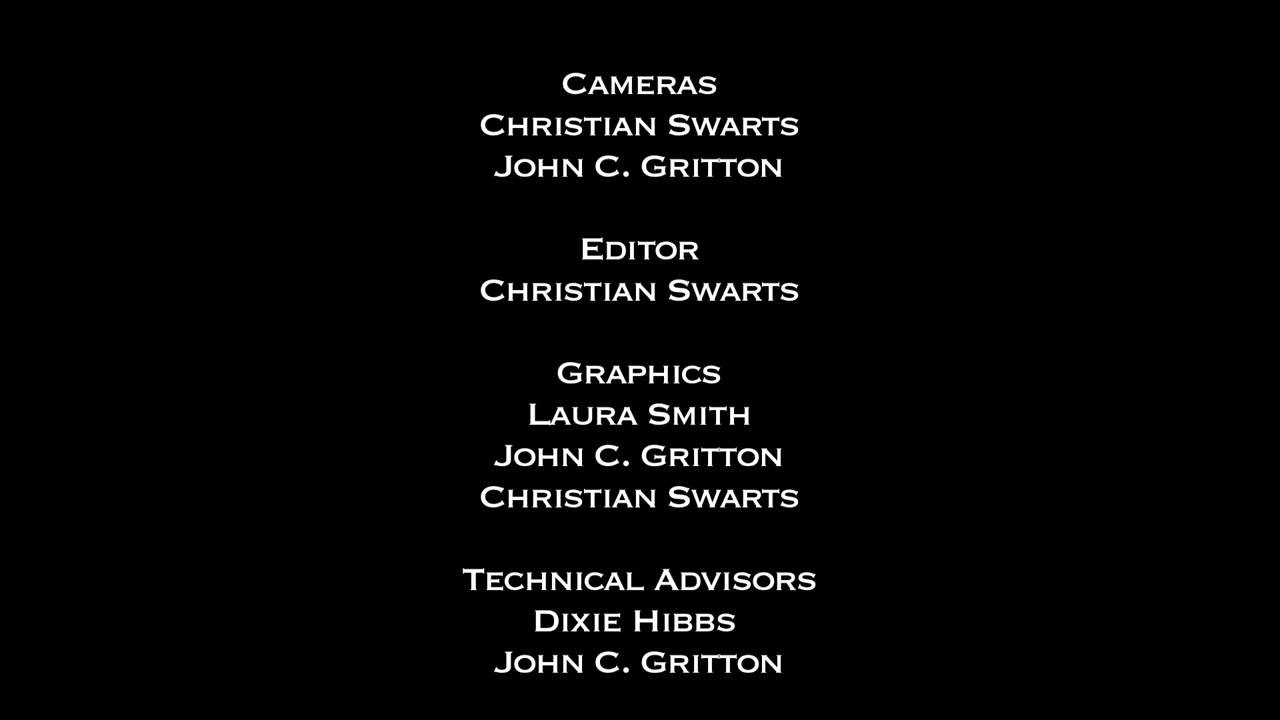 Cameras
Christian Swarts
John C. Gritton
Editor
Christian Swarts
Graphics
Laura Smith
John C. Gritton
Christian Swarts
Technical Advisors
Dixie Hibbs
John C. Gritton